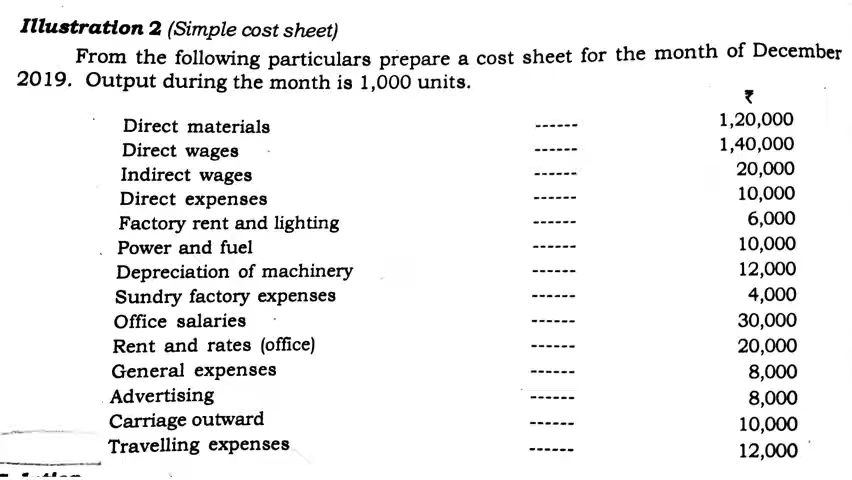 Illustration 2 (Simple cost sheet)
From the following particulars prepare a cost sheet for the month of December
2019. Output during the month is 1,000 units.
₹
Direct materials ------ 1,20,000
Direct wages ------ 1,40,000
Indirect wages ------ 20,000
Direct expenses ------ 10,000
Factory rent and lighting ------ 6,000
Power and fuel ------ 10,000
Depreciation of machinery ------ 12,000
Sundry factory expenses ------ 4,000
Office salaries ------ 30,000
Rent and rates (office) ------ 20,000
General expenses ------ 8,000
Advertising ------ 8,000
Carriage outward ------ 10,000
Travelling expenses ------ 12,000